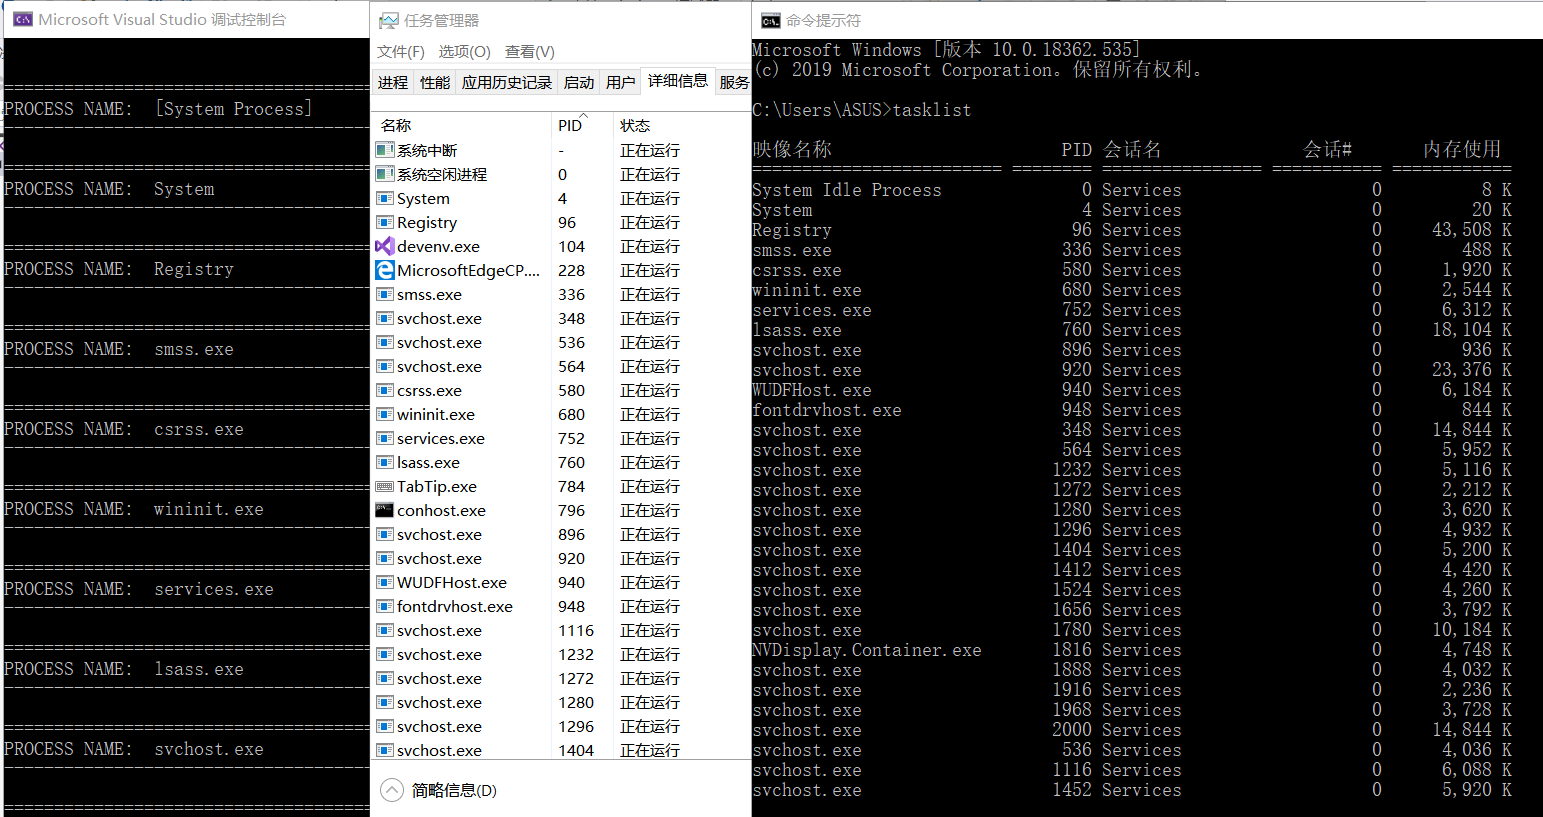 Microsoft Visual Studio 调试控制台
PROCESS NAME:  [System Process]
PROCESS NAME:  System
PROCESS NAME:  Registry
PROCESS NAME:  smss.exe
PROCESS NAME:  csrss.exe
PROCESS NAME:  wininit.exe
PROCESS NAME:  services.exe
PROCESS NAME:  lsass.exe
PROCESS NAME:  svchost.exe
任务管理器
文件(F) 选项(O) 查看(V)
进程 性能 应用历史记录 启动 用户 详细信息 服务
名称 PID 状态
系统中断 - 正在运行
系统空闲进程 0 正在运行
System 4 正在运行
Registry 96 正在运行
devenv.exe 104 正在运行
MicrosoftEdgeCP.... 228 正在运行
smss.exe 336 正在运行
svchost.exe 348 正在运行
svchost.exe 536 正在运行
svchost.exe 564 正在运行
csrss.exe 580 正在运行
wininit.exe 680 正在运行
services.exe 752 正在运行
lsass.exe 760 正在运行
TabTip.exe 784 正在运行
conhost.exe 796 正在运行
svchost.exe 896 正在运行
svchost.exe 920 正在运行
WUDFHost.exe 940 正在运行
fontdrvhost.exe 948 正在运行
svchost.exe 1116 正在运行
svchost.exe 1232 正在运行
svchost.exe 1272 正在运行
svchost.exe 1280 正在运行
svchost.exe 1296 正在运行
svchost.exe 1404 正在运行
简略信息(D)
命令提示符
Microsoft Windows [版本 10.0.18362.535]
(c) 2019 Microsoft Corporation。保留所有权利。
C:\Users\ASUS>tasklist
映像名称 PID 会话名 会话# 内存使用
========================= ======== ================ =========== ============
System Idle Process 0 Services 0 8 K
System 4 Services 0 20 K
Registry 96 Services 0 43,508 K
smss.exe 336 Services 0 488 K
csrss.exe 580 Services 0 1,920 K
wininit.exe 680 Services 0 2,544 K
services.exe 752 Services 0 6,312 K
lsass.exe 760 Services 0 18,104 K
svchost.exe 896 Services 0 936 K
svchost.exe 920 Services 0 23,376 K
WUDFHost.exe 940 Services 0 6,184 K
fontdrvhost.exe 948 Services 0 844 K
svchost.exe 348 Services 0 14,844 K
svchost.exe 564 Services 0 5,952 K
svchost.exe 1232 Services 0 5,116 K
svchost.exe 1272 Services 0 2,212 K
svchost.exe 1280 Services 0 3,620 K
svchost.exe 1296 Services 0 4,932 K
svchost.exe 1404 Services 0 5,200 K
svchost.exe 1412 Services 0 4,420 K
svchost.exe 1524 Services 0 4,260 K
svchost.exe 1656 Services 0 3,792 K
svchost.exe 1780 Services 0 10,184 K
NVDisplay.Container.exe 1816 Services 0 4,748 K
svchost.exe 1888 Services 0 4,032 K
svchost.exe 1916 Services 0 2,236 K
svchost.exe 1968 Services 0 3,728 K
svchost.exe 2000 Services 0 14,844 K
svchost.exe 536 Services 0 4,036 K
svchost.exe 1116 Services 0 6,088 K
svchost.exe 1452 Services 0 5,920 K